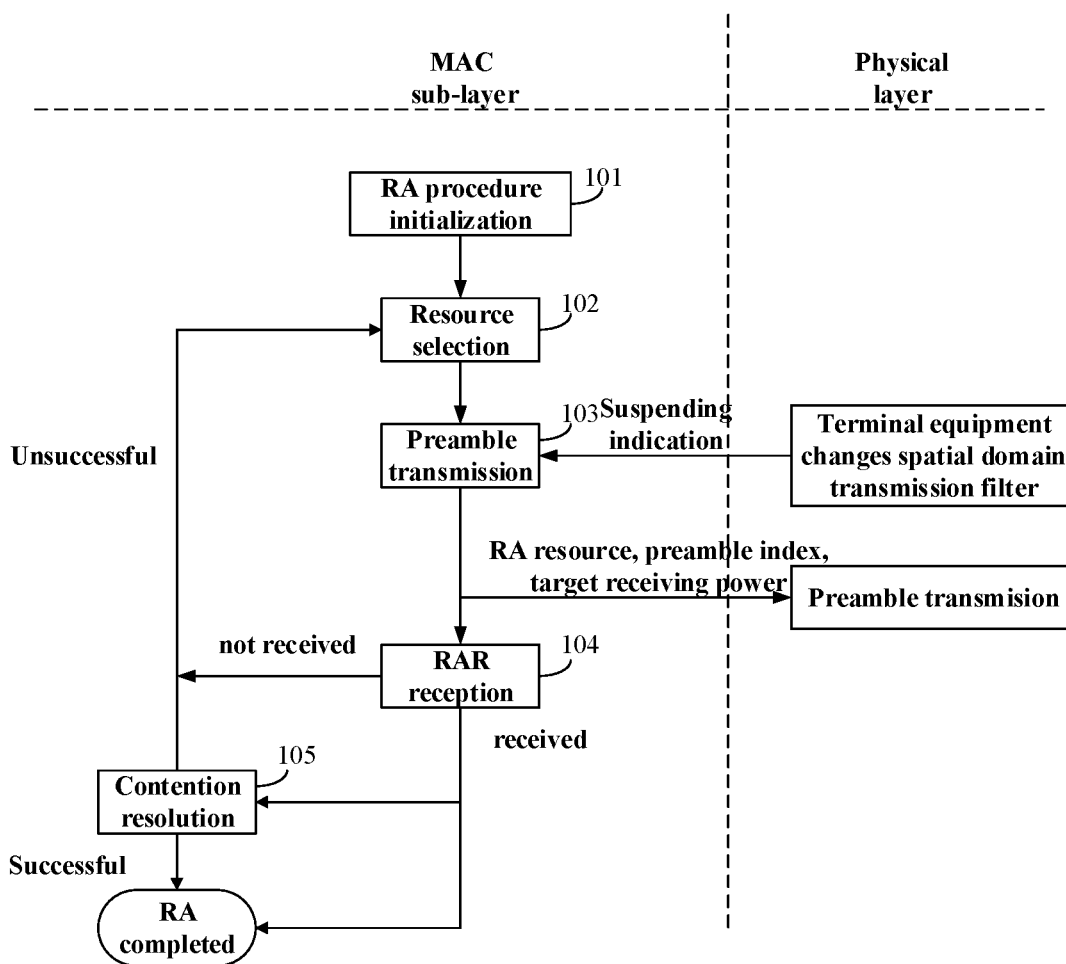 MAC
sub-layer
Physical
layer
RA procedure
initialization
101
Resource
selection
102
Preamble
transmission
103
Suspending
indication
Terminal equipment
changes spatial domain
transmission filter
Unsuccessful
RA resource, preamble index,
target receiving power
Preamble transmision
not received
RAR
reception
104
received
Contention
resolution
105
Successful
RA
completed